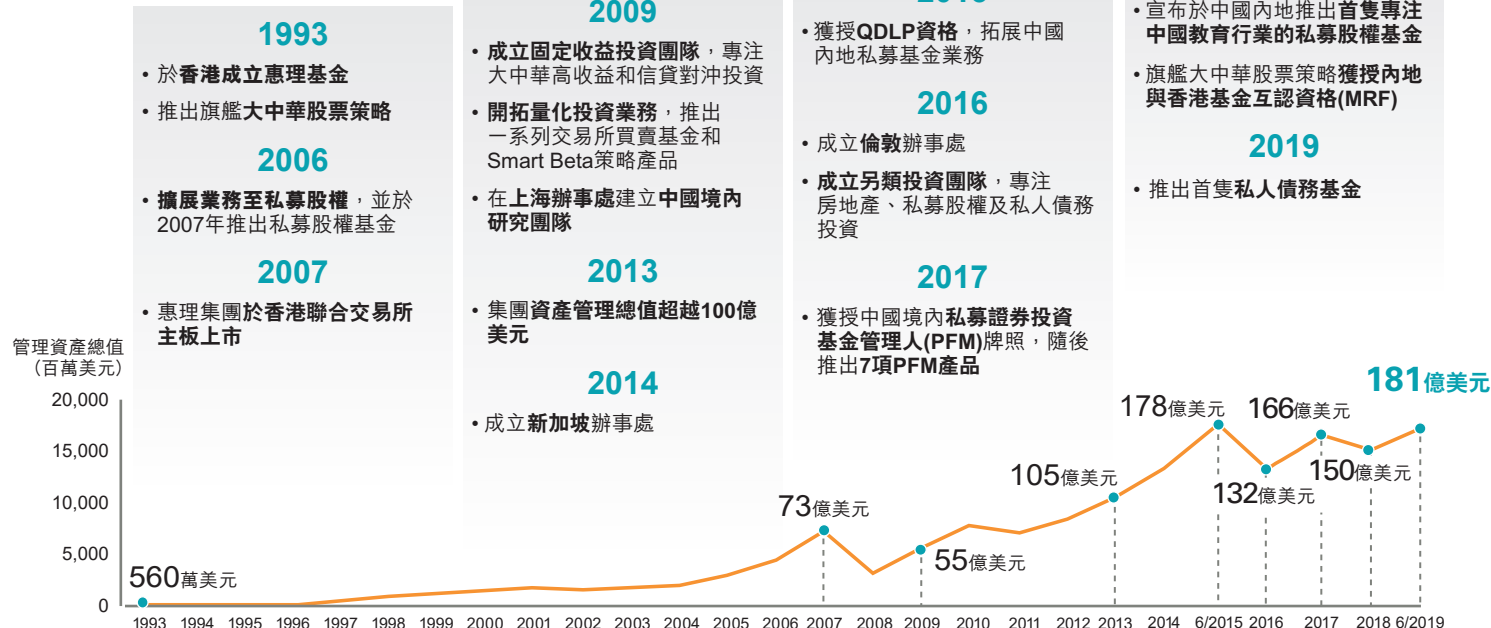 1993
• 於香港成立惠理基金
• 推出旗艦大中華股票策略
2006
• 擴展業務至私募股權，並於
2007年推出私募股權基金
2007
• 惠理集團於香港聯合交易所
主板上市
2009
• 成立固定收益投資團隊，專注
大中華高收益和信貸對沖投資
• 開拓量化投資業務，推出
一系列交易所買賣基金和
Smart Beta策略產品
• 在上海辦事處建立中國境內
研究團隊
2013
• 集團資產管理總值超越100億
美元
2014
• 成立新加坡辦事處
• 獲授QDLP資格，拓展中國
內地私募基金業務
2016
• 成立倫敦辦事處
• 成立另類投資團隊，專注
房地產、私募股權及私人債務
投資
2017
• 獲授中國境內私募證券投資
基金管理人(PFM)牌照，隨後
推出7項PFM產品
• 宣布於中國內地推出首隻專注
中國教育行業的私募股權基金
• 旗艦大中華股票策略獲授內地
與香港基金互認資格(MRF)
2019
• 推出首隻私人債務基金
管理資產總值
（百萬美元）
20,000
15,000
10,000
5,000
0
560萬美元
73億美元
55億美元
105億美元
178億美元
132億美元
166億美元
150億美元
181億美元
1993 1994 1995 1996 1997 1998 1999 2000 2001 2002 2003 2004 2005 2006 2007 2008 2009 2010 2011 2012 2013 2014 6/2015 2016 2017 2018 6/2019